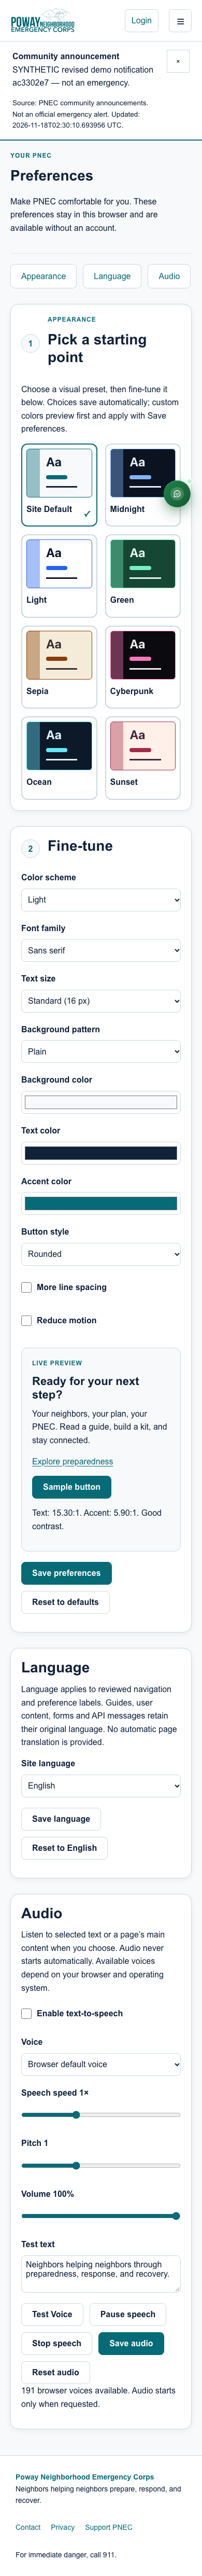 POWAY NEIGHBORHOOD
EMERGENCY CORPS
Login
Community announcement
SYNTHETIC revised demo notification
ac3302e7 — not an emergency.
×
Source: PNEC community announcements.
Not an official emergency alert. Updated:
2026-11-18T02:30:10.693956 UTC.
YOUR PNEC
Preferences
Make PNEC comfortable for you. These
preferences stay in this browser and are
available without an account.
Appearance
Language
Audio
APPEARANCE
1
Pick a starting
point
Choose a visual preset, then fine-tune it
below. Choices save automatically; custom
colors preview first and apply with Save
preferences.
Aa
Site Default
✓
Aa
Midnight
Aa
Light
Aa
Green
Aa
Sepia
Aa
Cyberpunk
Aa
Ocean
Aa
Sunset
2
Fine-tune
Color scheme
Light
Font family
Sans serif
Text size
Standard (16 px)
Background pattern
Plain
Background color
Text color
Accent color
Button style
Rounded
More line spacing
Reduce motion
LIVE PREVIEW
Ready for your next
step?
Your neighbors, your plan, your
PNEC. Read a guide, build a kit, and
stay connected.
Explore preparedness
Sample button
Text: 15.30:1. Accent: 5.90:1. Good
contrast.
Save preferences
Reset to defaults
Language
Language applies to reviewed navigation
and preference labels. Guides, user
content, forms and API messages retain
their original language. No automatic page
translation is provided.
Site language
English
Save language
Reset to English
Audio
Listen to selected text or a page's main
content when you choose. Audio never
starts automatically. Available voices
depend on your browser and operating
system.
Enable text-to-speech
Voice
Browser default voice
Speech speed 1×
Pitch 1
Volume 100%
Test text
Neighbors helping neighbors through
preparedness, response, and recovery.
Test Voice
Pause speech
Stop speech
Save audio
Reset audio
191 browser voices available. Audio starts
only when requested.
Poway Neighborhood Emergency Corps
Neighbors helping neighbors prepare, respond, and
recover.
Contact
Privacy
Support PNEC
For immediate danger, call 911.